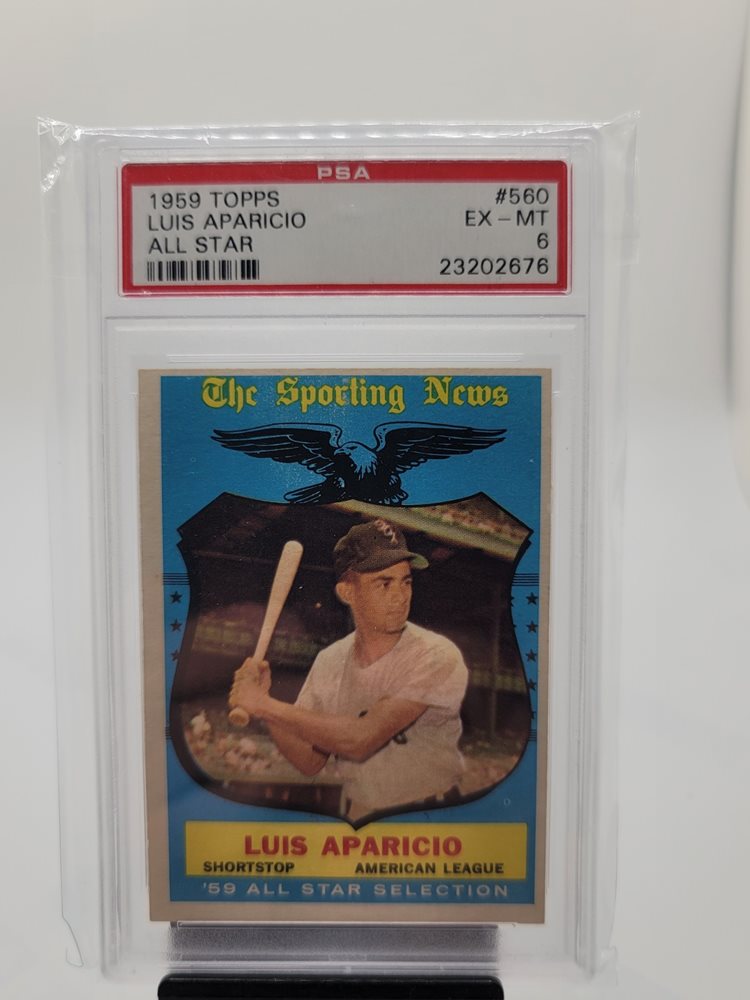 PSA
1959 TOPPS #560
LUIS APARICIO EX - MT
ALL STAR 6
23202676
The Sporting News
SOX
LUIS APARICIO
SHORTSTOP AMERICAN LEAGUE
'59 ALL STAR SELECTION